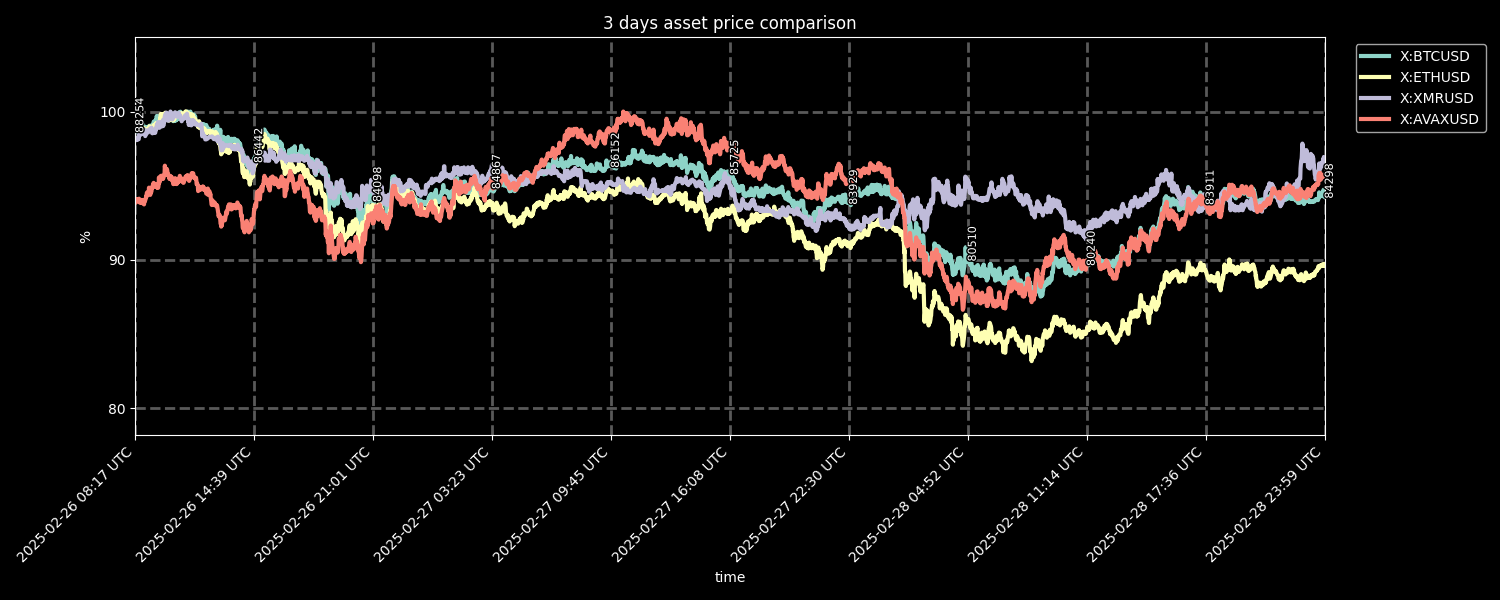 3 days asset price comparison
X:BTCUSD
X:ETHUSD
X:XMRUSD
X:AVAXUSD
100
90
80
%
88254
86442
84098
84867
86152
85725
83929
80510
80240
83911
84298
2025-02-26 08:17 UTC
2025-02-26 14:39 UTC
2025-02-26 21:01 UTC
2025-02-27 03:23 UTC
2025-02-27 09:45 UTC
2025-02-27 16:08 UTC
2025-02-27 22:30 UTC
2025-02-28 04:52 UTC
2025-02-28 11:14 UTC
2025-02-28 17:36 UTC
2025-02-28 23:59 UTC
time